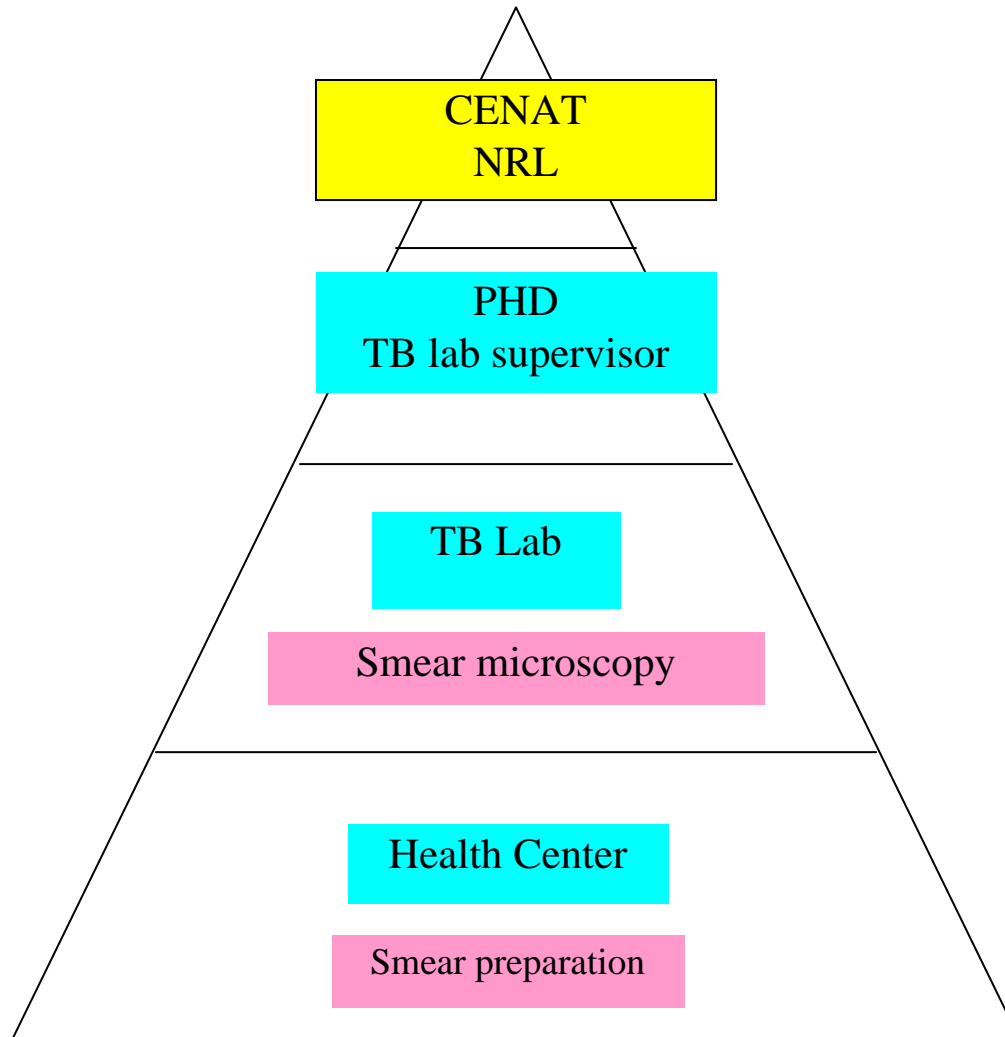 CENAT
NRL
PHD
TB lab supervisor
TB Lab
Smear microscopy
Health Center
Smear preparation